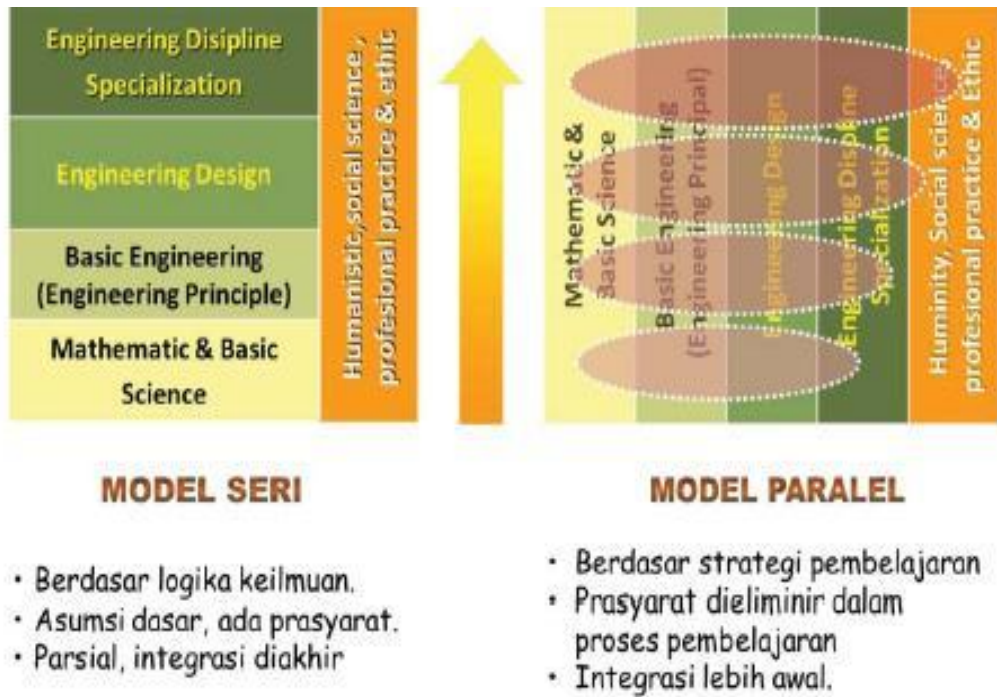 Engineering Disipline
Specialization
Engineering Design
Basic Engineering
(Engineering Principle)
Mathematic & Basic
Science
Humanistic,social science ,
profesional practice & ethic
Mathematic &
Basic Science
Basic Engineering
(Engineering Principal)
Engineering Design
Engineering Displine
Specialization
Huminity, Social science,
profesional practice & Ethic
MODEL SERI
• Berdasar logika keilmuan.
• Asumsi dasar, ada prasyarat.
• Parsial, integrasi diakhir
MODEL PARALEL
• Berdasar strategi pembelajaran
• Prasyarat dieliminir dalam
proses pembelajaran
• Integrasi lebih awal.